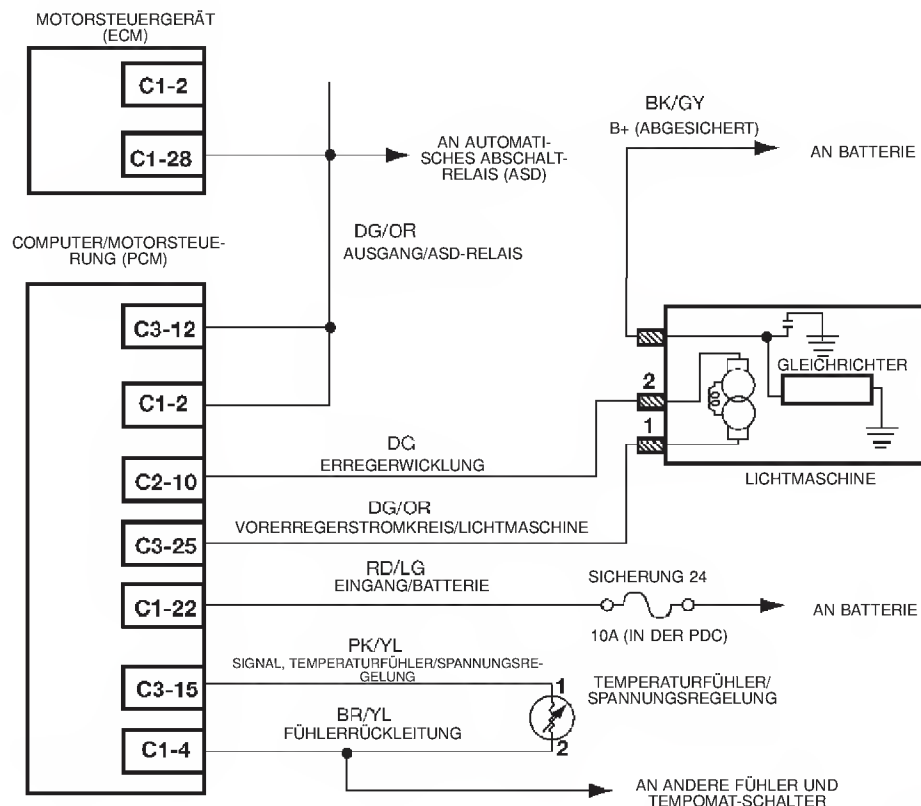 MOTORSTEUERGERÄT
(ECM)
C1-2
C1-28
AN AUTOMATI-
SCHES ABSCHALT-
RELAIS (ASD)
BK/GY
B+ (ABGESICHERT)
AN BATTERIE
DG/OR
AUSGANG/ASD-RELAIS
COMPUTER/MOTORSTEUE-
RUNG (PCM)
C3-12
C1-2
C2-10
C3-25
C1-22
C3-15
C1-4
GLEICHRICHTER
2
1
LICHTMASCHINE
DG
ERREGERWICKLUNG
DG/OR
VORERREGERSTROMKREIS/LICHTMASCHINE
RD/LG
EINGANG/BATTERIE
SICHERUNG 24
10A (IN DER PDC)
AN BATTERIE
PK/YL
SIGNAL, TEMPERATURFÜHLER/SPANNUNGSRE-
GELUNG
1
2
TEMPERATURFÜHLER/
SPANNUNGSREGELUNG
BR/YL
FÜHLERRÜCKLEITUNG
AN ANDERE FÜHLER UND
TEMPOMAT-SCHALTER